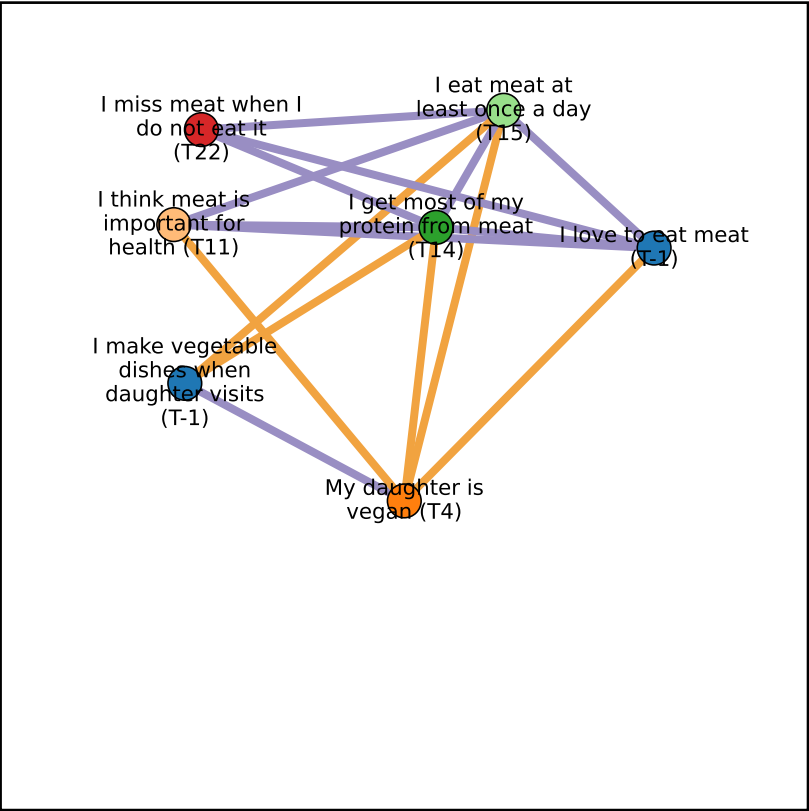 I eat meat at
least once a day
(T15)
I miss meat when I
do not eat it
(T22)
I think meat is
important for
health (T11)
I get most of my
protein from meat
(T14)
I love to eat meat
(T-1)
I make vegetable
dishes when
daughter visits
(T-1)
My daughter is
vegan (T4)